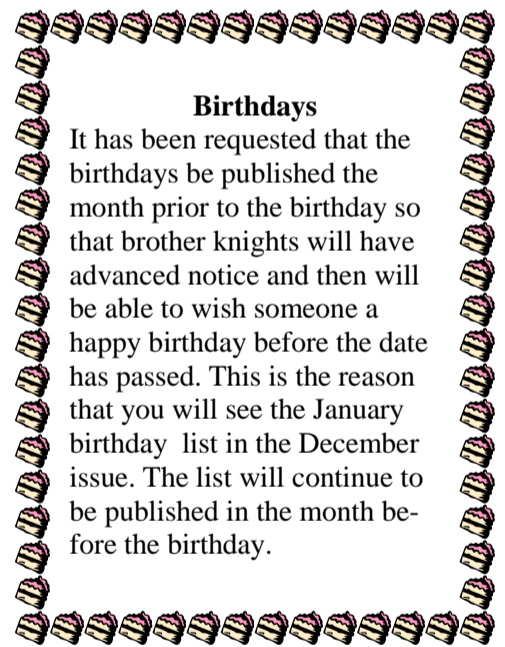 Birthdays
It has been requested that the
birthdays be published the
month prior to the birthday so
that brother knights will have
advanced notice and then will
be able to wish someone a
happy birthday before the date
has passed. This is the reason
that you will see the January
birthday  list in the December
issue. The list will continue to
be published in the month be-
fore the birthday.